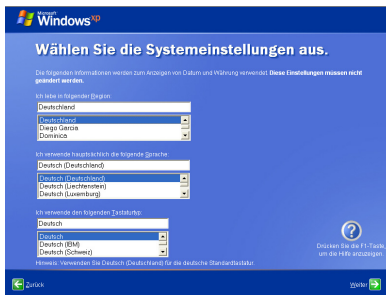 Microsoft
Windows xp
Wählen Sie die Systemeinstellungen aus.
Die folgenden Informationen werden zum Anzeigen von Datum und Währung verwendet. Diese Einstellungen müssen nicht
geändert werden.
Ich lebe in folgender Region:
Deutschland
Deutschland
Diego Garcia
Dominica
Ich verwende hauptsächlich die folgende Sprache:
Deutsch (Deutschland)
Deutsch (Deutschland)
Deutsch (Liechtenstein)
Deutsch (Luxemburg)
Ich verwende den folgenden Tastaturtyp:
Deutsch
Deutsch
Deutsch (IBM)
Deutsch (Schweiz)
Hinweis: Verwenden Sie Deutsch (Deutschland) für die deutsche Standardtastatur.
Drücken Sie die F1-Taste,
um die Hilfe anzuzeigen.
Zurück
Weiter